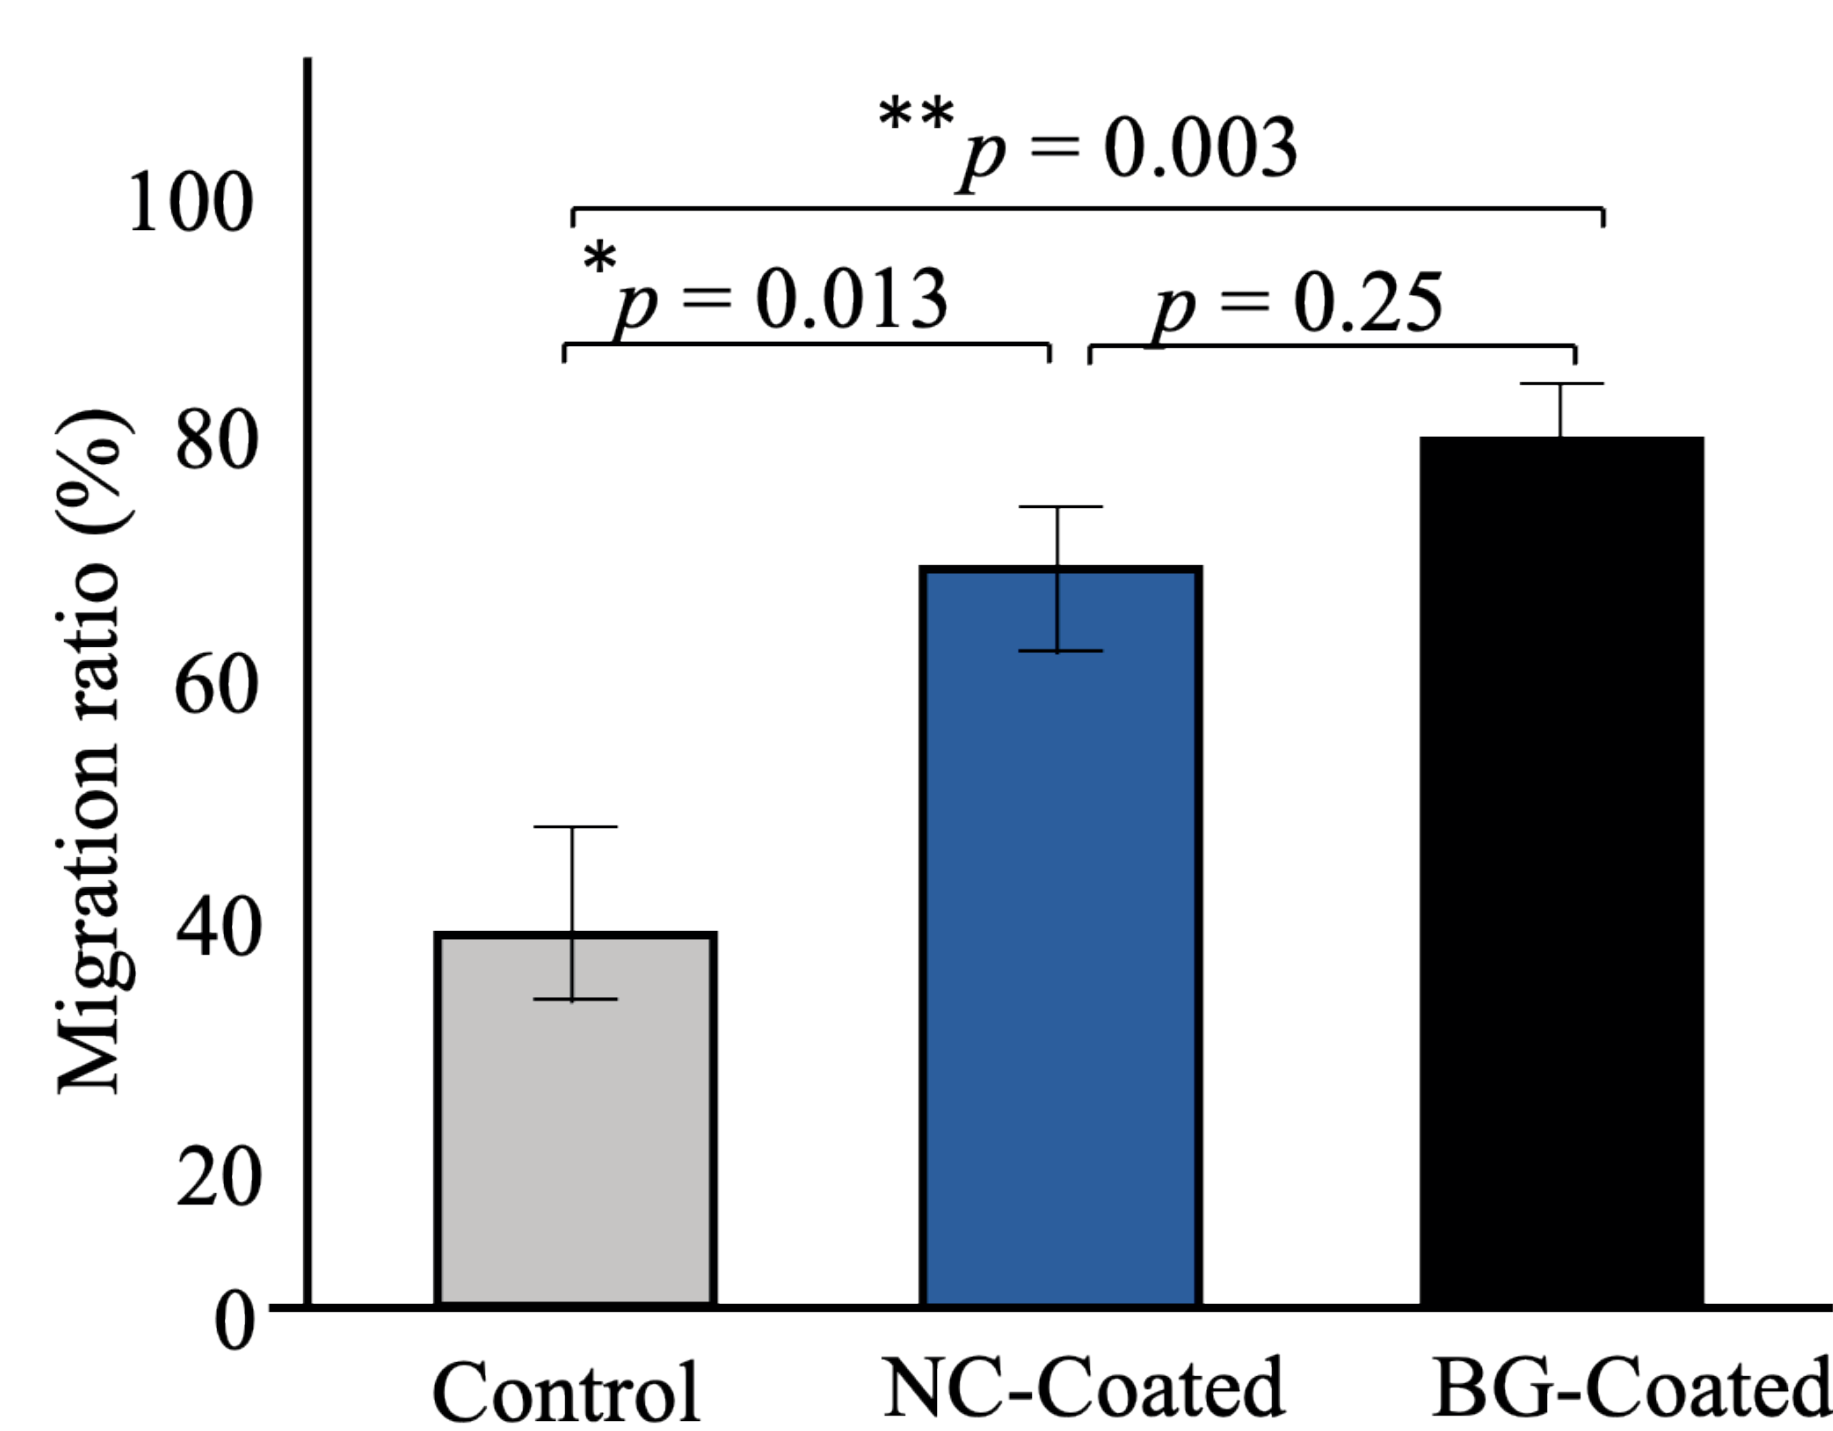 Migration ratio (%)
100
80
60
40
20
0
**p = 0.003
*p = 0.013
p = 0.25
Control
NC-Coated
BG-Coated